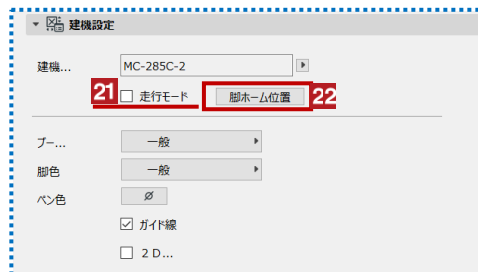 建機設定
建機... MC-285C-2
21 走行モード 脚ホーム位置 22
ブー... 一般
脚色 一般
ペン色
ガイド線
２Ｄ...